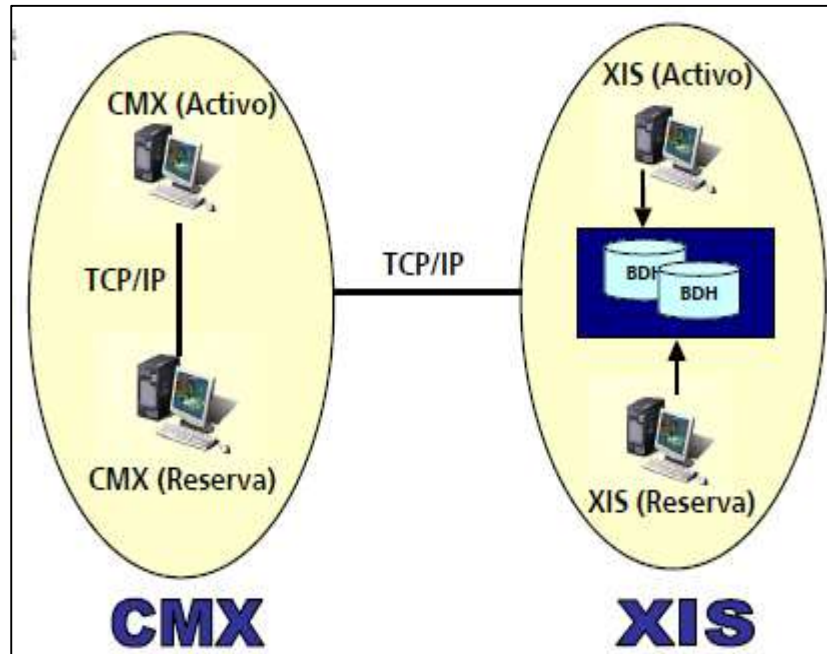 CMX (Activo)
TCP/IP
CMX (Reserva)
CMX
TCP/IP
XIS (Activo)
BDH
BDH
XIS (Reserva)
XIS